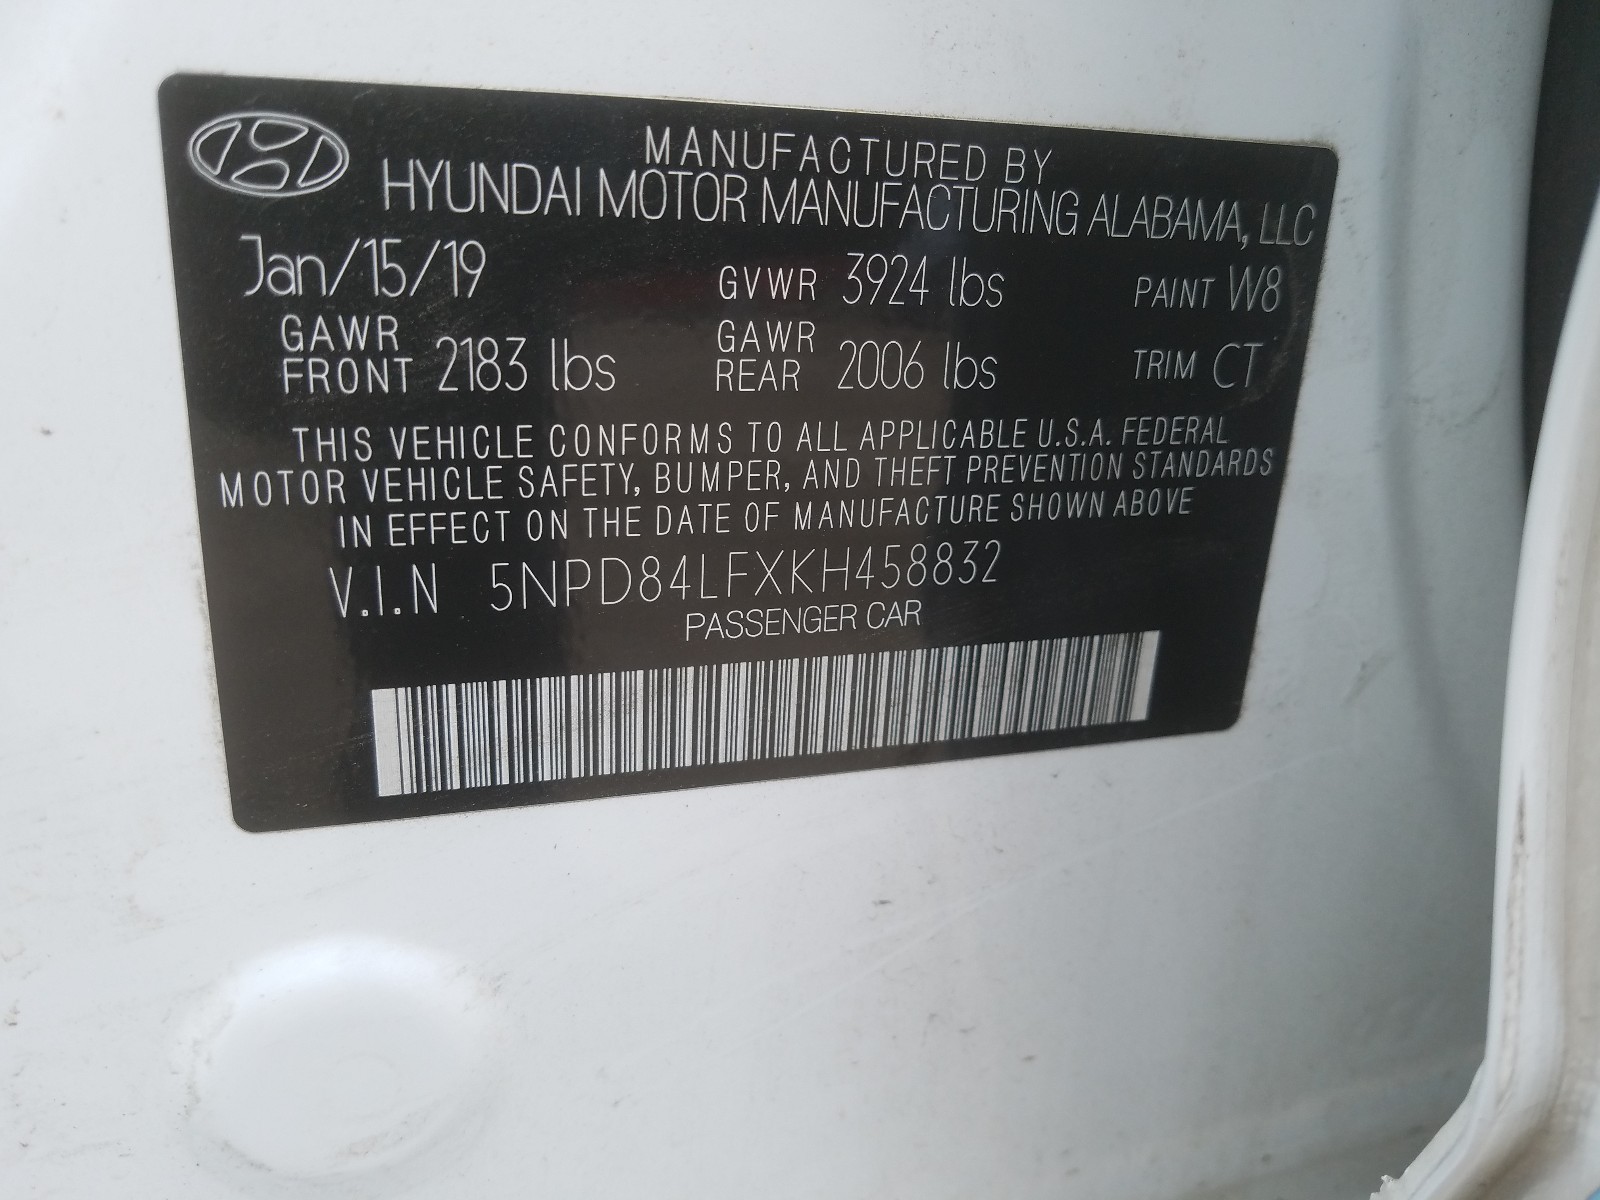 MANUFACTURED BY
HYUNDAI MOTOR MANUFACTURING ALABAMA, LLC
Jan/15/19 GVWR 3924 lbs PAINT W8
GAWR FRONT 2183 lbs GAWR REAR 2006 lbs TRIM CT
THIS VEHICLE CONFORMS TO ALL APPLICABLE U.S.A. FEDERAL
MOTOR VEHICLE SAFETY, BUMPER, AND THEFT PREVENTION STANDARDS
IN EFFECT ON THE DATE OF MANUFACTURE SHOWN ABOVE
V.I.N 5NPD84LFXKH458832
PASSENGER CAR